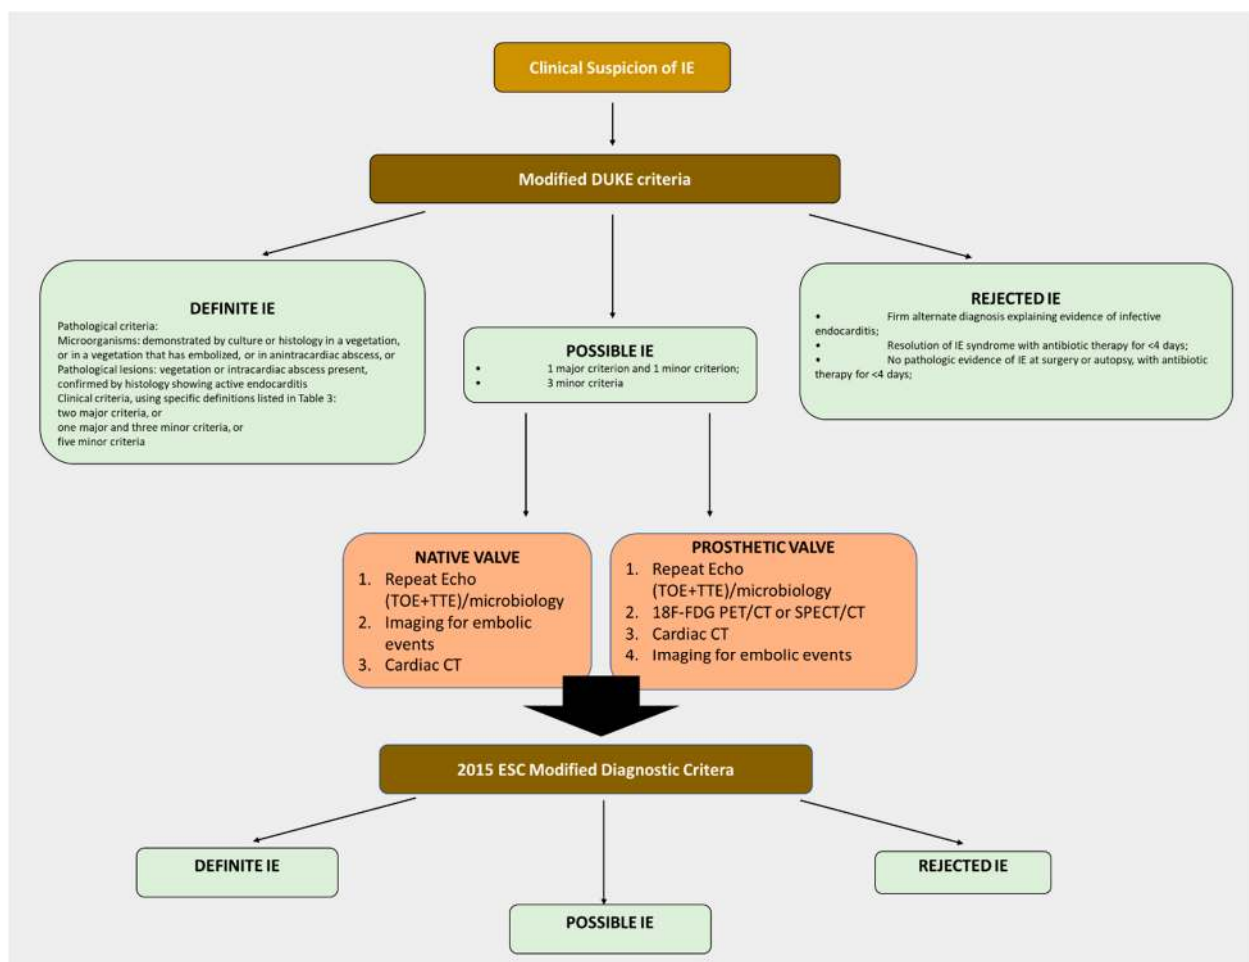 Clinical Suspicion of IE
Modified DUKE criteria
DEFINITE IE
Pathological criteria:
Microorganisms: demonstrated by culture or histology in a vegetation,
or in a vegetation that has embolized, or in anintracardiac abscess, or
Pathological lesions: vegetation or intracardiac abscess present,
confirmed by histology showing active endocarditis
Clinical criteria, using specific definitions listed in Table 3:
two major criteria, or
one major and three minor criteria, or
five minor criteria
POSSIBLE IE
• 1 major criterion and 1 minor criterion;
• 3 minor criteria
REJECTED IE
• Firm alternate diagnosis explaining evidence of infective
endocarditis;
• Resolution of IE syndrome with antibiotic therapy for <4 days;
• No pathologic evidence of IE at surgery or autopsy, with antibiotic
therapy for <4 days;
NATIVE VALVE
1. Repeat Echo
(TOE+TTE)/microbiology
2. Imaging for embolic
events
3. Cardiac CT
PROSTHETIC VALVE
1. Repeat Echo
(TOE+TTE)/microbiology
2. 18F-FDG PET/CT or SPECT/CT
3. Cardiac CT
4. Imaging for embolic events
2015 ESC Modified Diagnostic Critera
DEFINITE IE
POSSIBLE IE
REJECTED IE